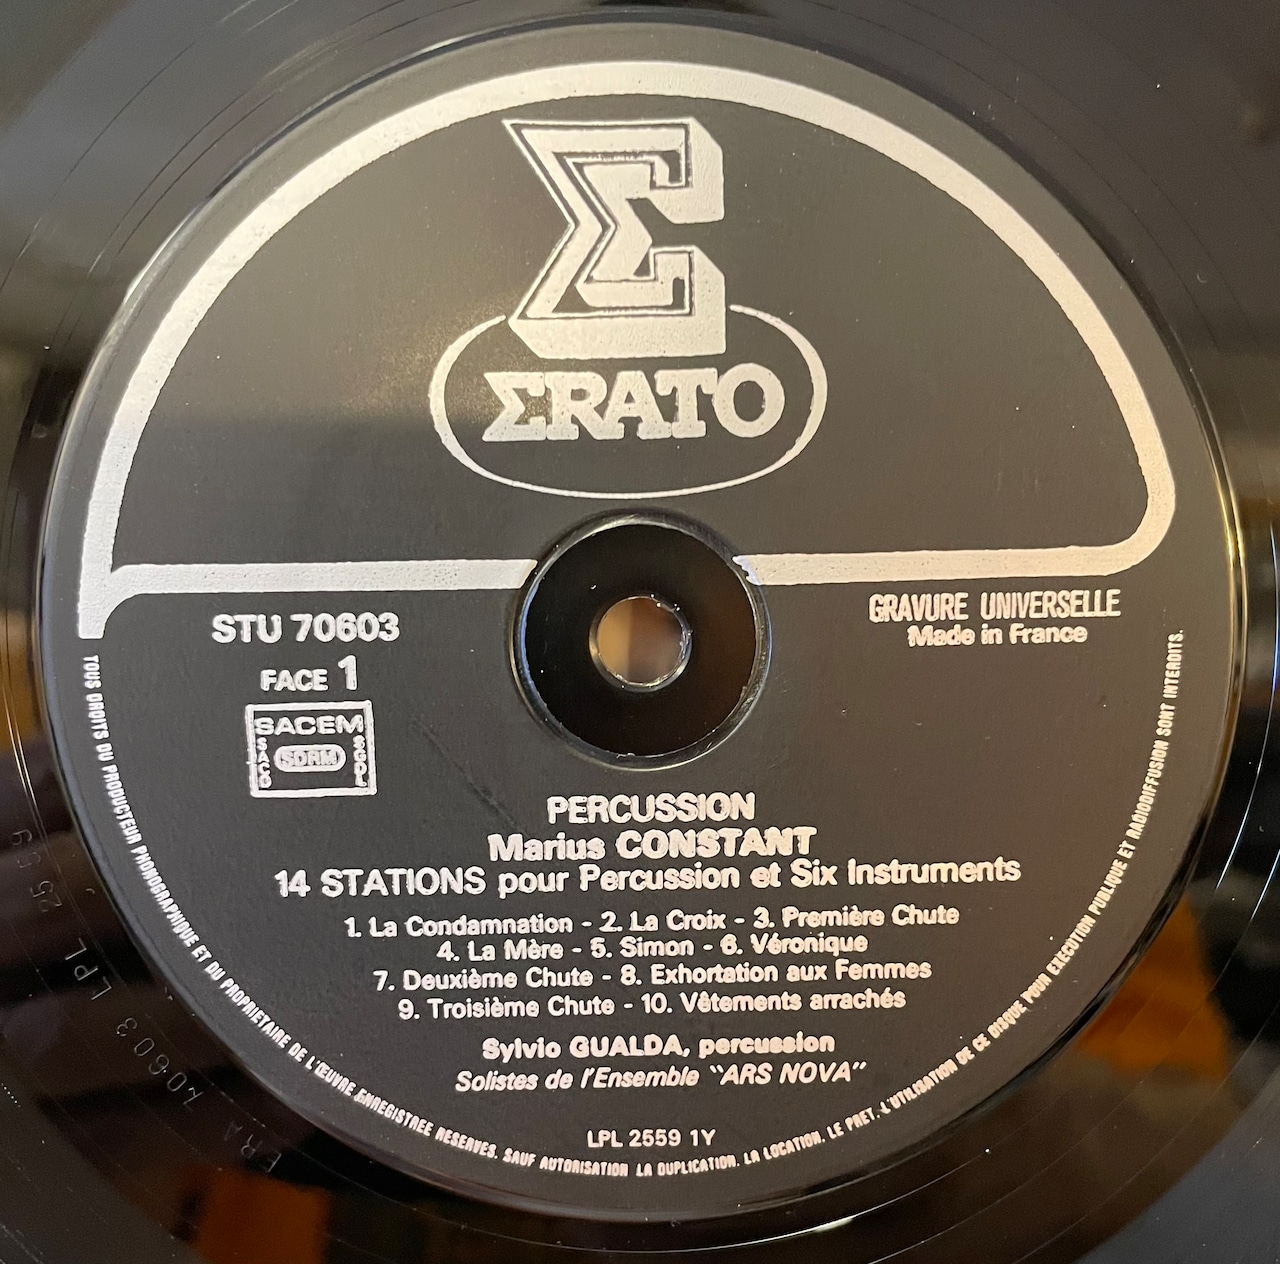 Σ
ΣRATO
STU 70603
GRAVURE UNIVERSELLE
FACE 1
Made in France
SACEM
SACD SDRM SGDL
PERCUSSION
Marius CONSTANT
14 STATIONS pour Percussion et Six Instruments
1. La Condamnation - 2. La Croix - 3. Première Chute
4. La Mère - 5. Simon - 6. Véronique
7. Deuxième Chute - 8. Exhortation aux Femmes
9. Troisième Chute - 10. Vêtements arrachés
Sylvio GUALDA, percussion
Solistes de l'Ensemble "ARS NOVA"
LPL 2559 1Y
TOUS DROITS DU PRODUCTEUR PHONOGRAPHIQUE ET DU PROPRIETAIRE DE L'ŒUVRE ENREGISTREE RESERVES. SAUF AUTORISATION LA DUPLICATION. LA LOCATION. LE PRET. L'UTILISATION DE CE DISQUE POUR EXECUTION PUBLIQUE ET RADIODIFFUSION SONT INTERDITS.
ERA 70603 LPL 2559